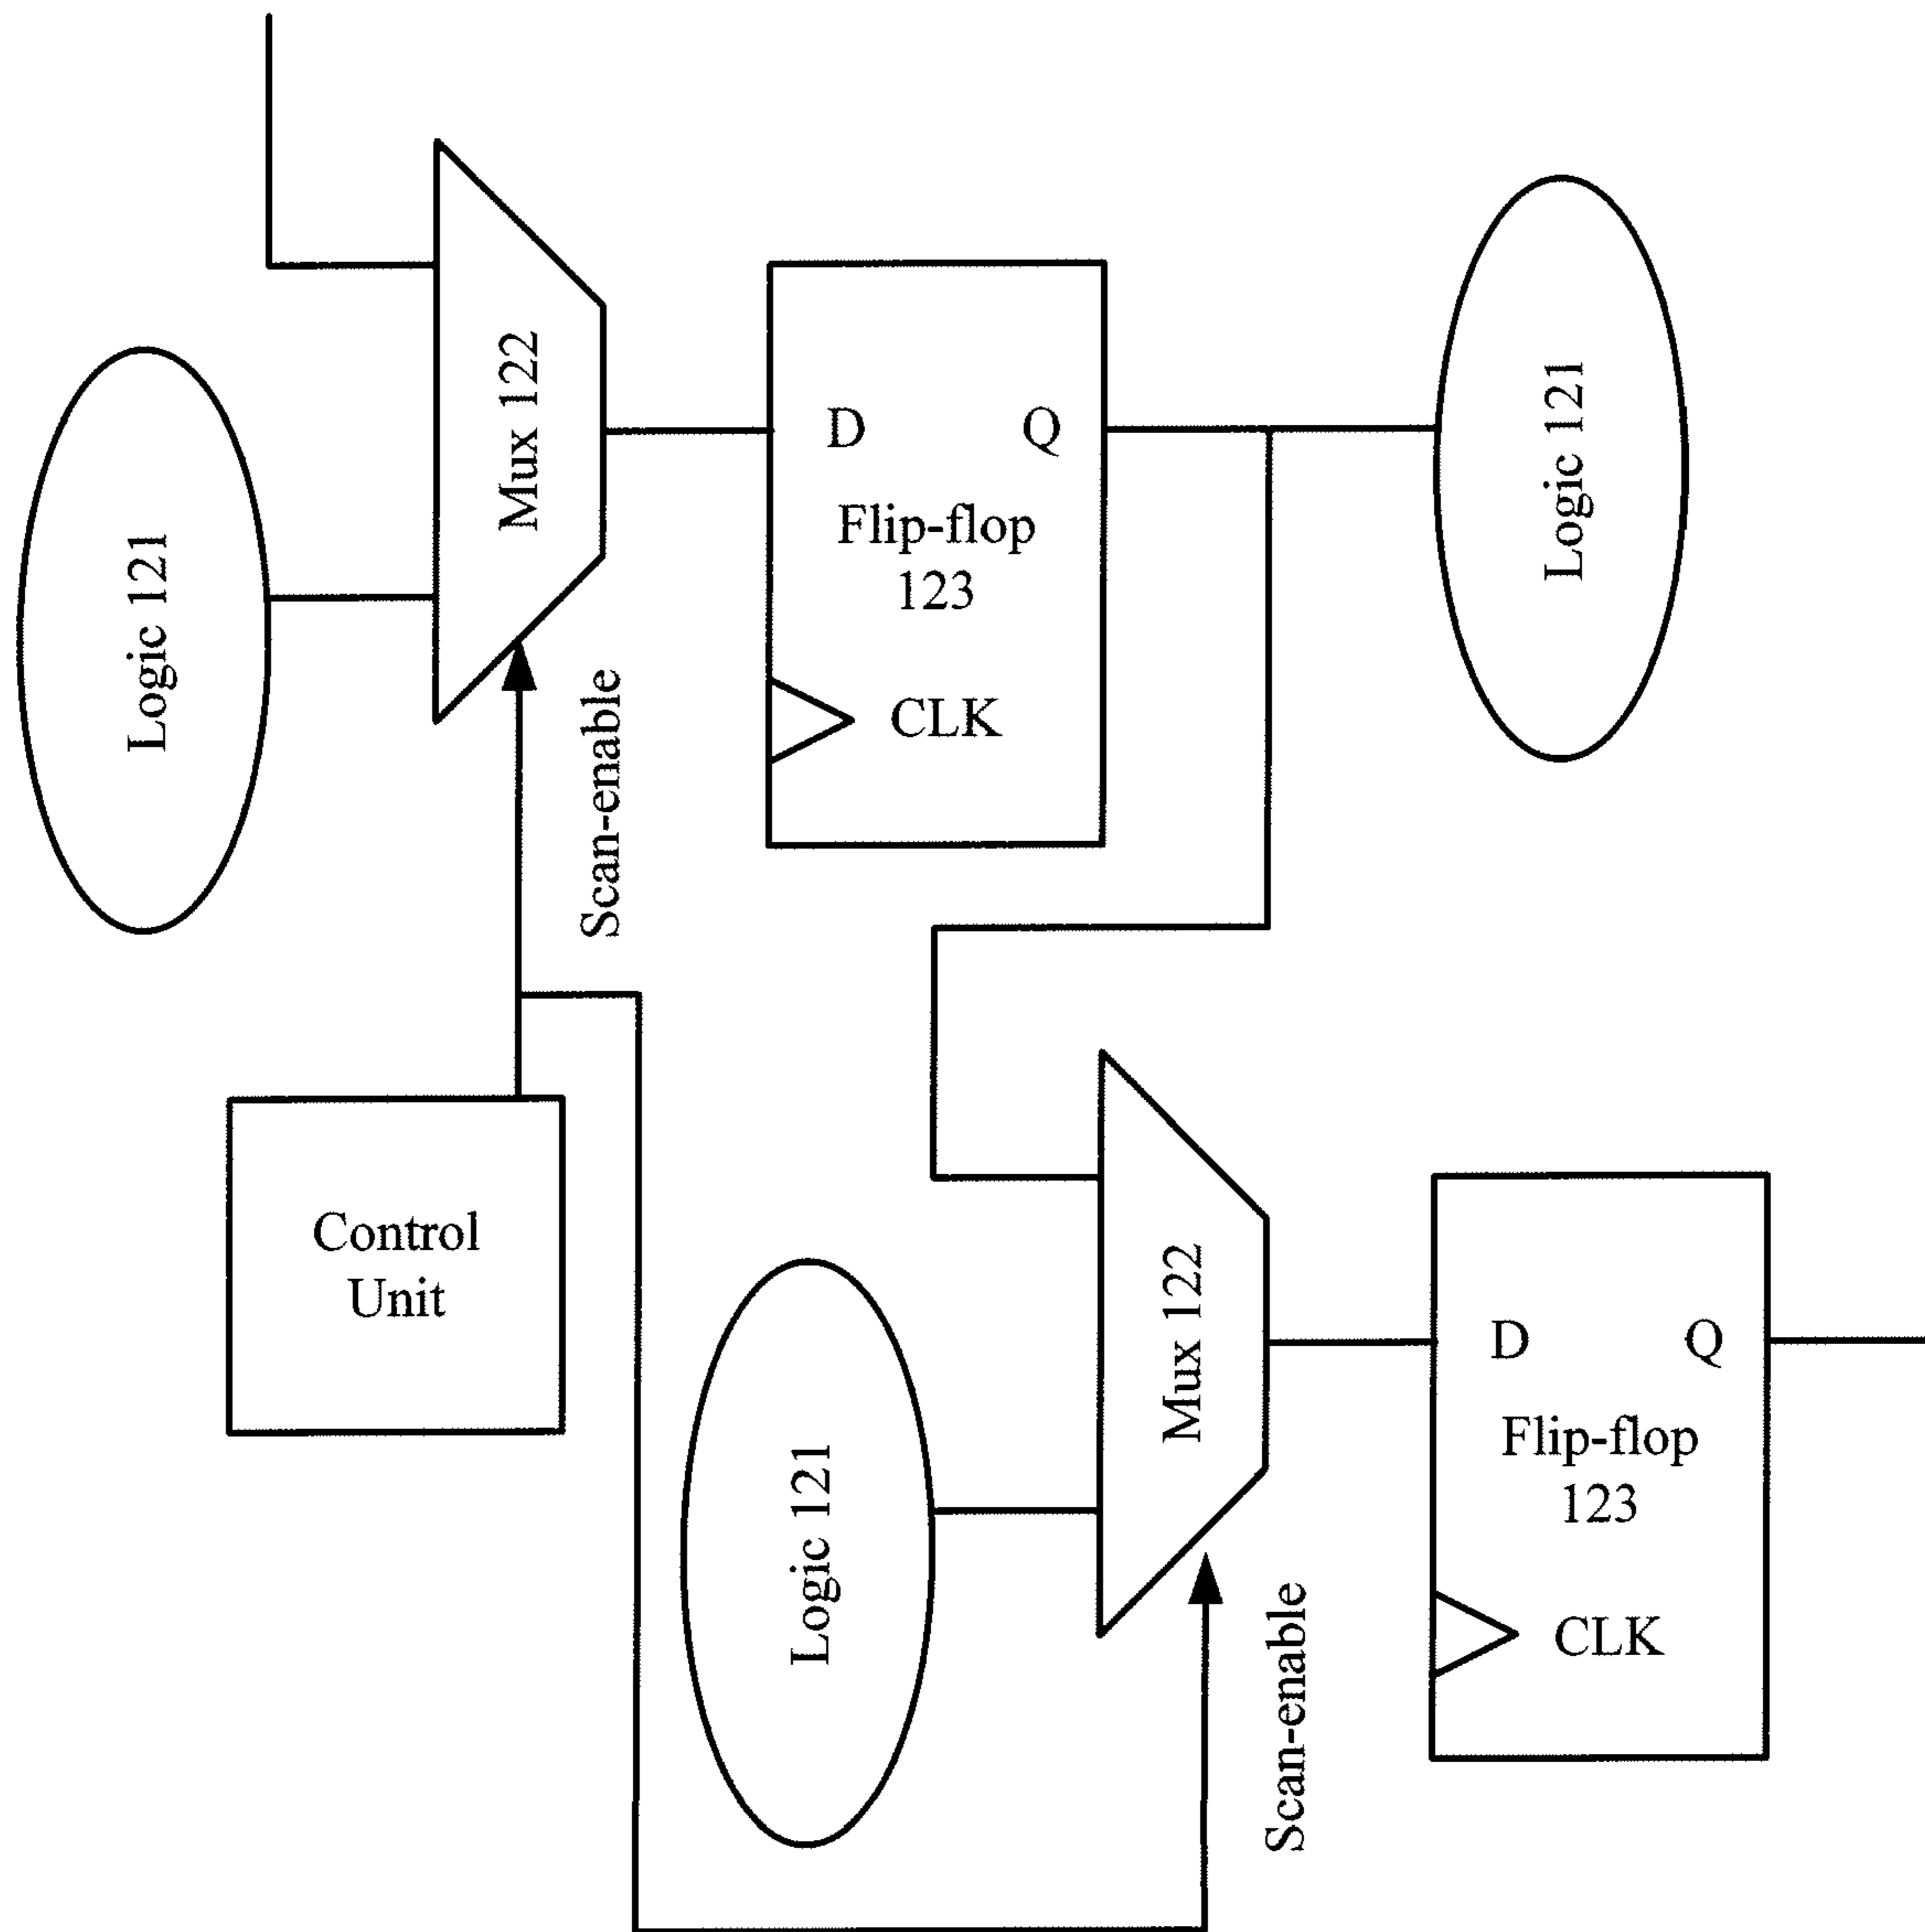 Logic 121
Mux 122
Scan-enable
D
Q
Flip-flop
123
CLK
Logic 121
Control
Unit
Logic 121
Mux 122
Scan-enable
D
Q
Flip-flop
123
CLK